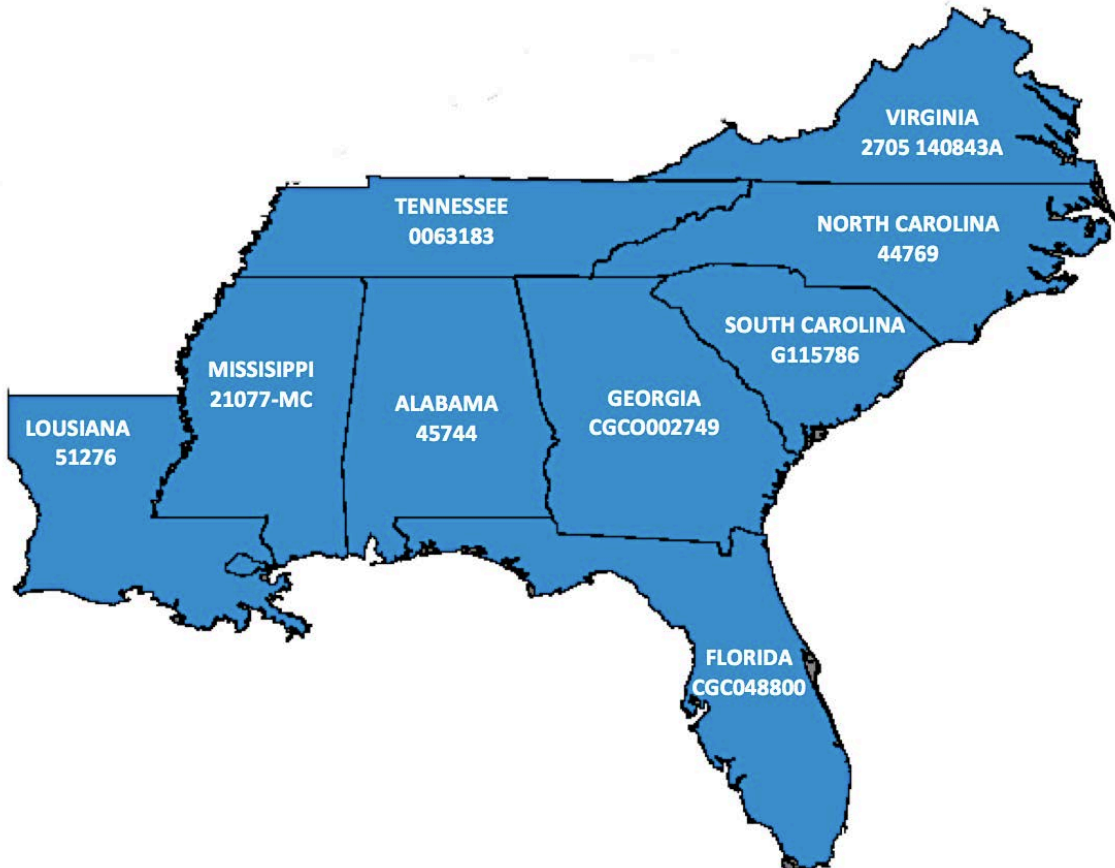 VIRGINIA
2705 140843A
TENNESSEE
0063183
NORTH CAROLINA
44769
SOUTH CAROLINA
G115786
MISSISIPPI
21077-MC
ALABAMA
45744
GEORGIA
CGCO002749
LOUSIANA
51276
FLORIDA
CGC048800